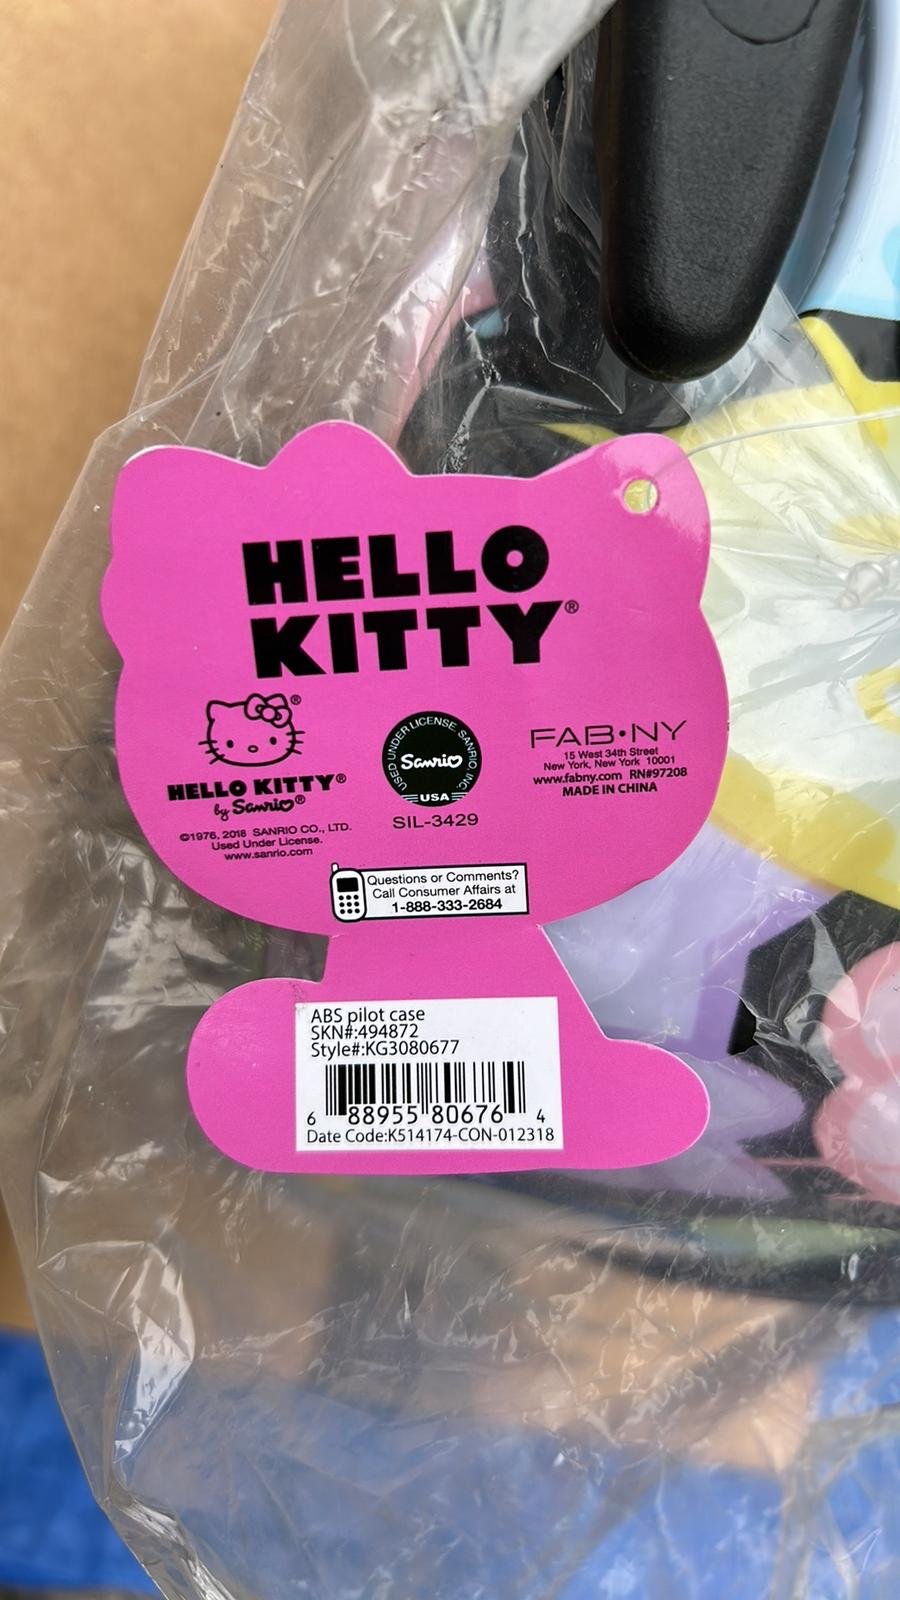 HELLO
KITTY®
®
HELLO KITTY®
by Sanrio®
©1976, 2018 SANRIO CO., LTD.
Used Under License.
www.sanrio.com
USED UNDER LICENSE, SANRIO, INC.
Sanrio
USA
SIL-3429
FAB•NY
15 West 34th Street
New York, New York 10001
www.fabny.com RN#97208
MADE IN CHINA
Questions or Comments?
Call Consumer Affairs at
1-888-333-2684
ABS pilot case
SKN#:494872
Style#:KG3080677
6 88955 80676 4
Date Code:K514174-CON-012318